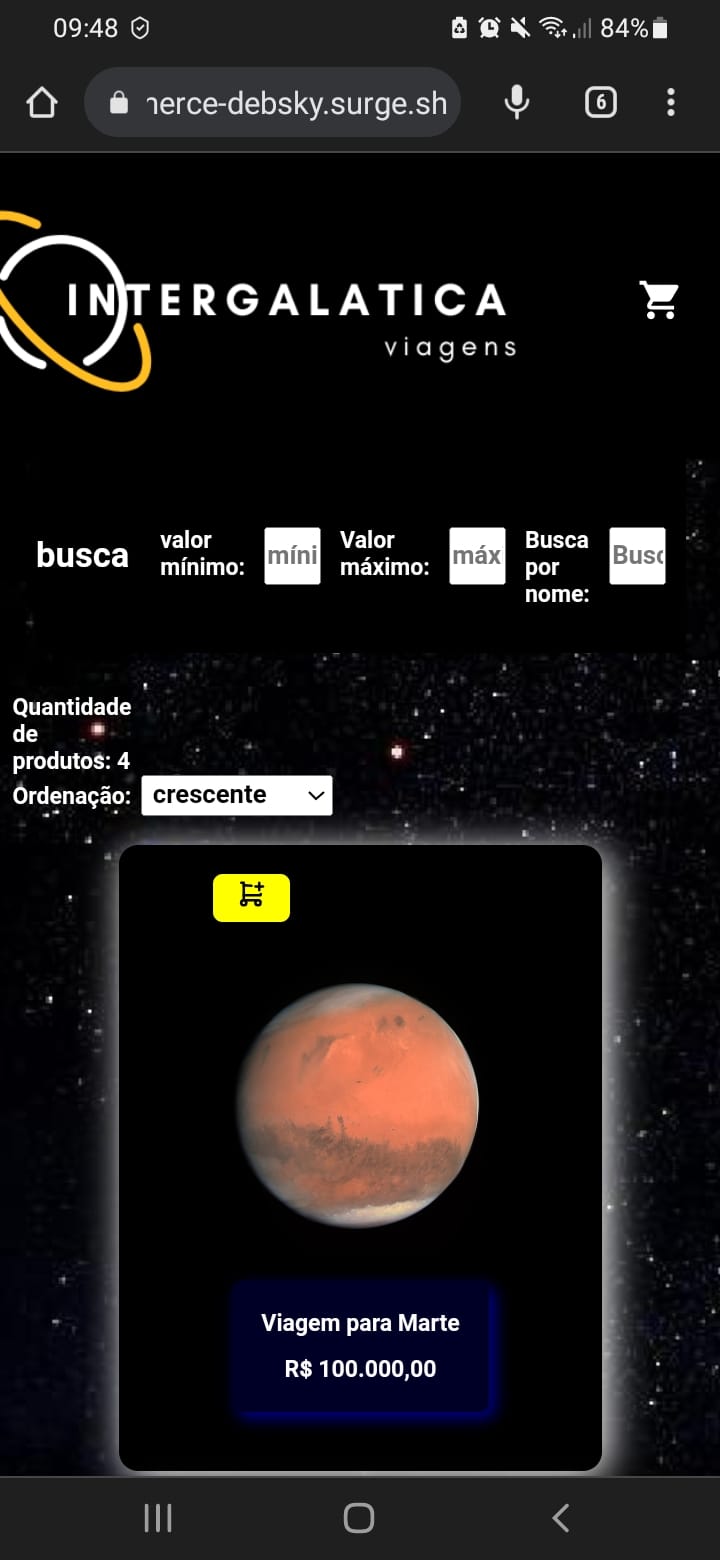 09:48
84%
nerce-debsky.surge.sh
6
INTERGALATICA
viagens
busca
valor
mínimo:
míni
Valor
máximo:
máx
Busca
por
nome:
Busc
Quantidade
de
produtos: 4
Ordenação:
crescente
Viagem para Marte
R$ 100.000,00